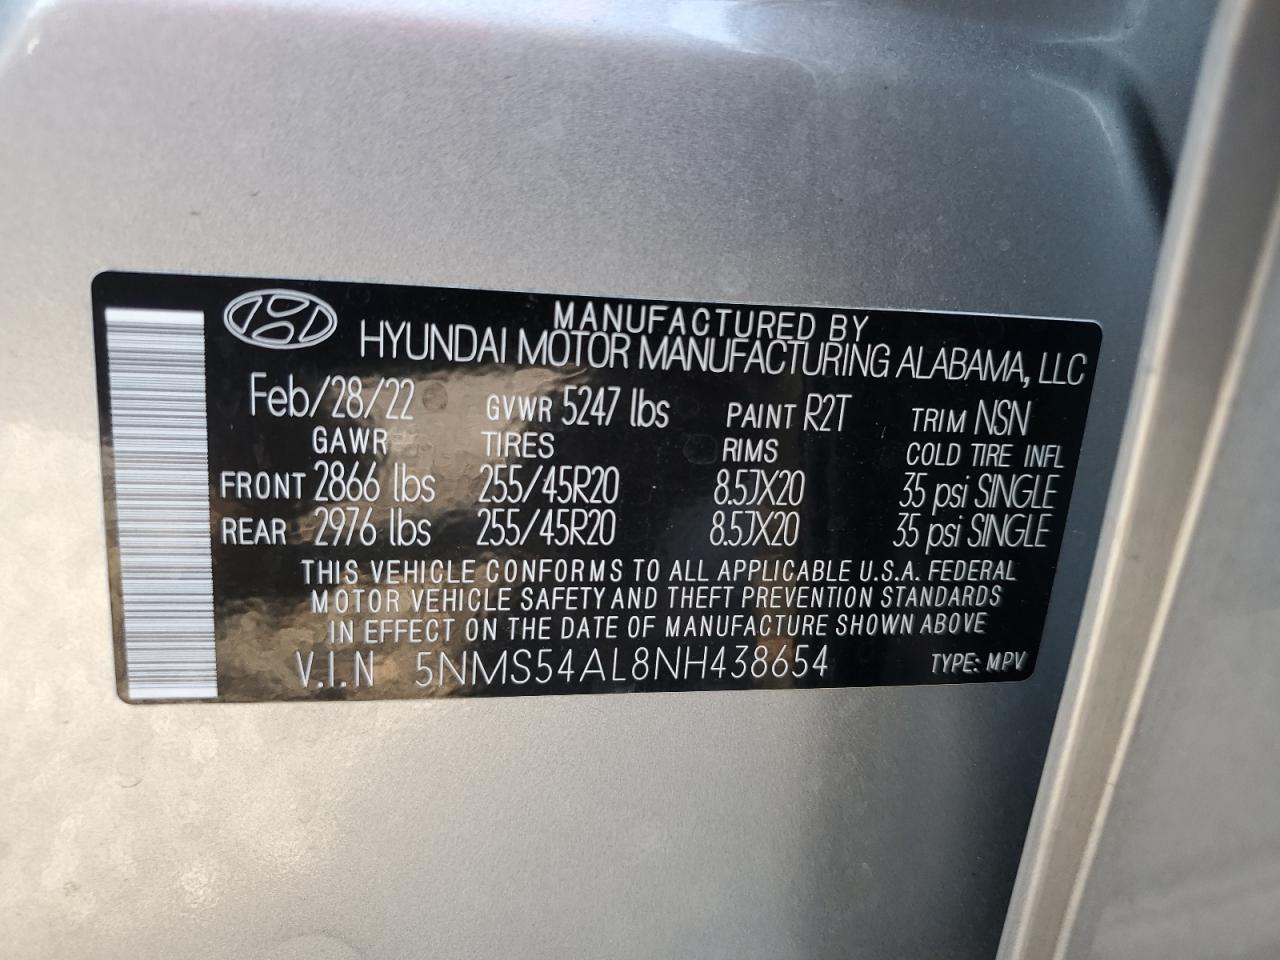 MANUFACTURED BY
HYUNDAI MOTOR MANUFACTURING ALABAMA, LLC
Feb/28/22 GVWR 5247 lbs PAINT R2T TRIM NSN
GAWR TIRES RIMS COLD TIRE INFL
FRONT 2866 lbs 255/45R20 8.5JX20 35 psi SINGLE
REAR 2976 lbs 255/45R20 8.5JX20 35 psi SINGLE
THIS VEHICLE CONFORMS TO ALL APPLICABLE U.S.A. FEDERAL
MOTOR VEHICLE SAFETY AND THEFT PREVENTION STANDARDS
IN EFFECT ON THE DATE OF MANUFACTURE SHOWN ABOVE
V.I.N 5NMS54AL8NH438654 TYPE: MPV